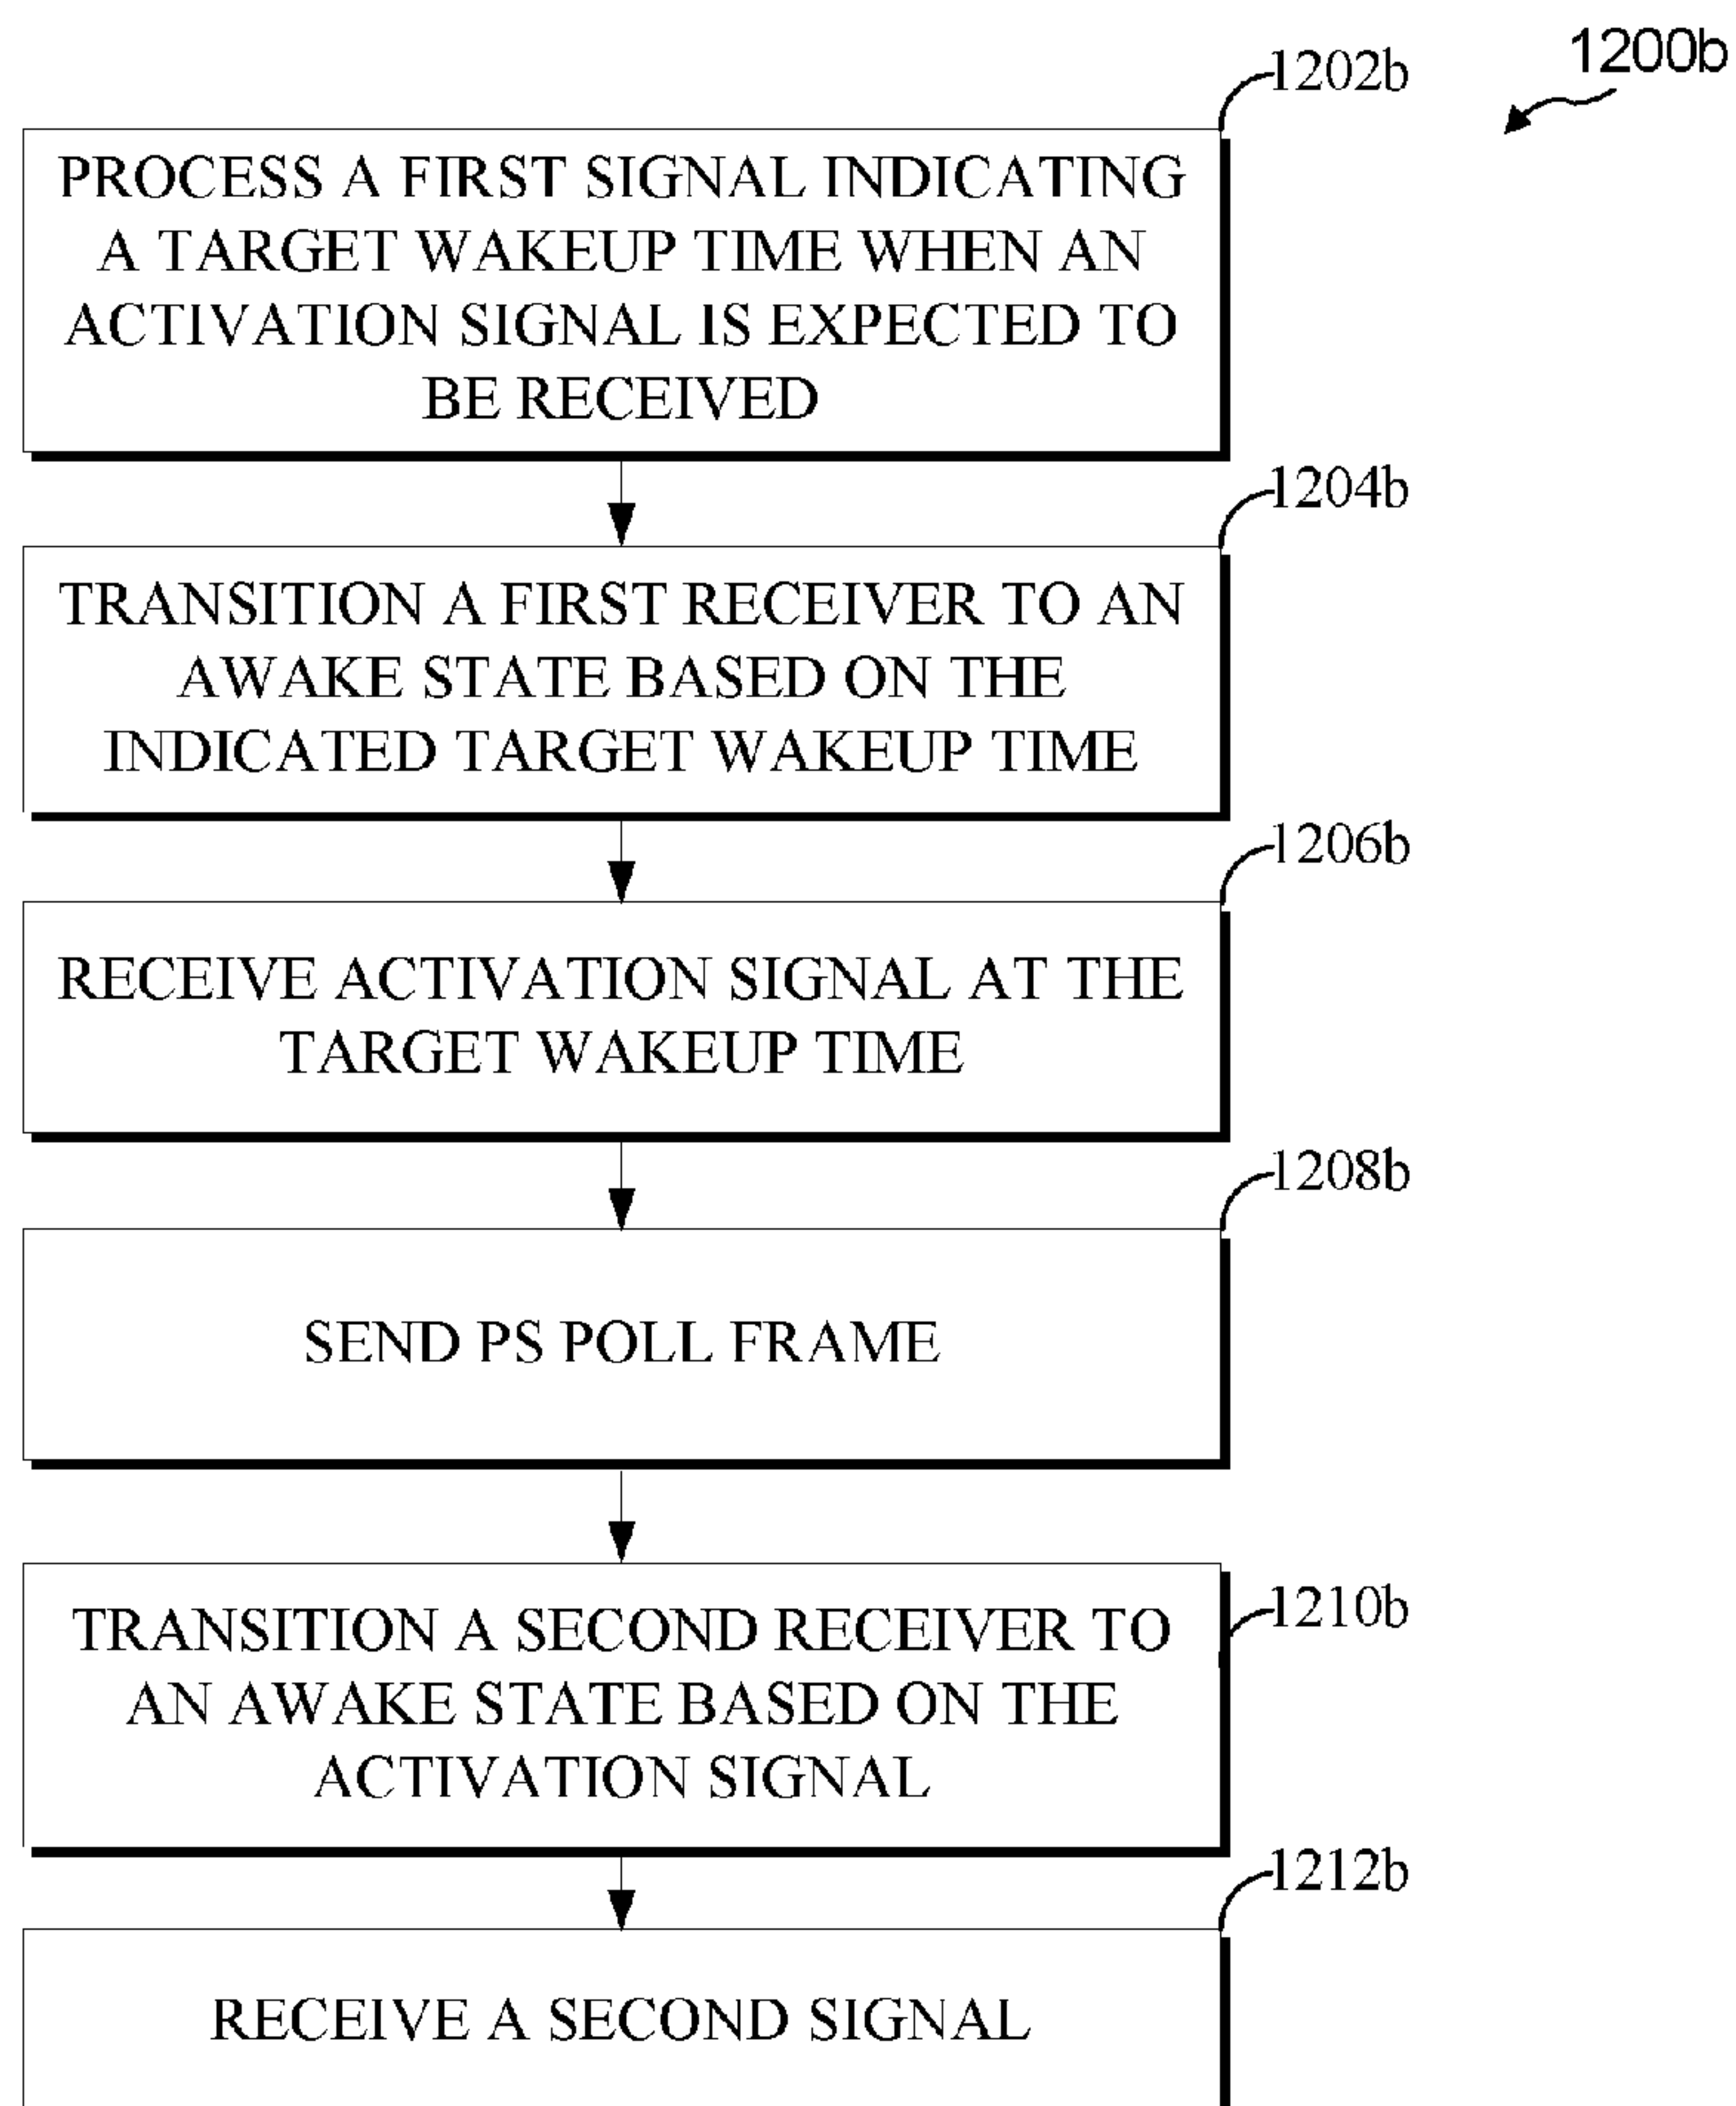 1200b
1202b
PROCESS A FIRST SIGNAL INDICATING
A TARGET WAKEUP TIME WHEN AN
ACTIVATION SIGNAL IS EXPECTED TO
BE RECEIVED
1204b
TRANSITION A FIRST RECEIVER TO AN
AWAKE STATE BASED ON THE
INDICATED TARGET WAKEUP TIME
1206b
RECEIVE ACTIVATION SIGNAL AT THE
TARGET WAKEUP TIME
1208b
SEND PS POLL FRAME
1210b
TRANSITION A SECOND RECEIVER TO
AN AWAKE STATE BASED ON THE
ACTIVATION SIGNAL
1212b
RECEIVE A SECOND SIGNAL